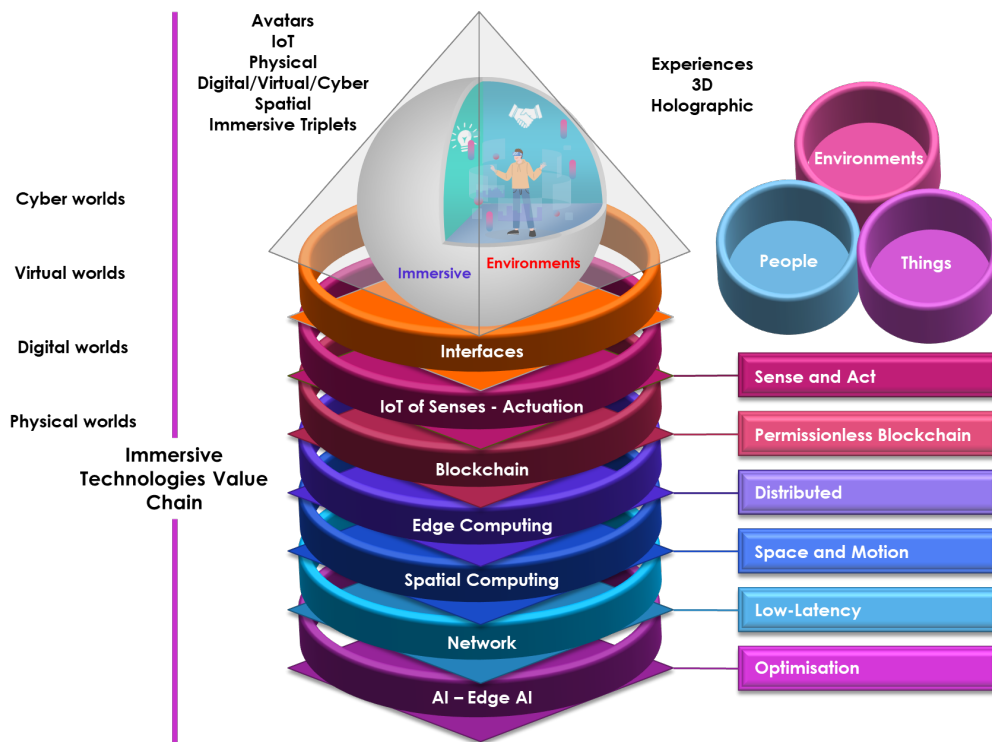 Avatars
IoT
Physical
Digital/Virtual/Cyber
Spatial
Immersive Triplets
Experiences
3D
Holographic
Environments
People
Things
Cyber worlds
Virtual worlds
Digital worlds
Physical worlds
Immersive
Technologies Value
Chain
Immersive
Environments
Interfaces
IoT of Senses - Actuation
Sense and Act
Blockchain
Permissionless Blockchain
Edge Computing
Distributed
Spatial Computing
Space and Motion
Network
Low-Latency
AI – Edge AI
Optimisation